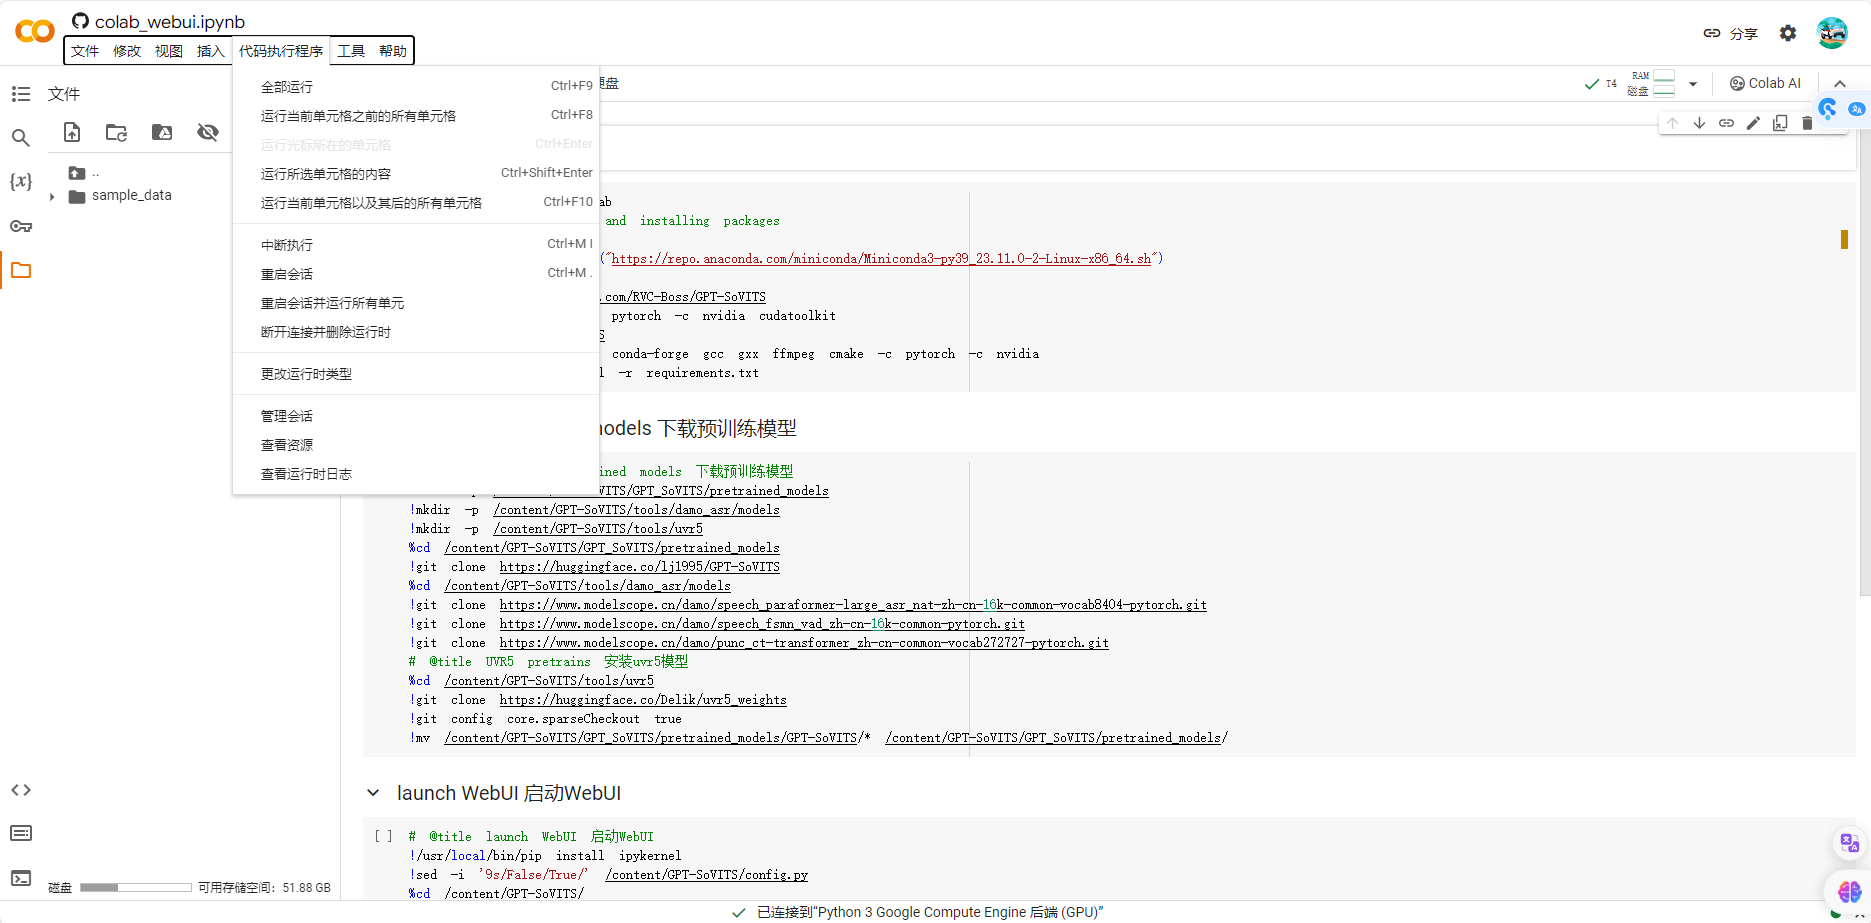 colab_webui.ipynb
文件 修改 视图 插入 代码执行程序 工具 帮助
分享
文件
全部运行 Ctrl+F9
运行当前单元格之前的所有单元格 Ctrl+F8
运行光标所在的单元格 Ctrl+Enter
运行所选单元格的内容 Ctrl+Shift+Enter
运行当前单元格以及其后的所有单元格 Ctrl+F10
中断执行 Ctrl+M I
重启会话 Ctrl+M .
重启会话并运行所有单元
断开连接并删除运行时
更改运行时类型
管理会话
查看资源
查看运行时日志
..
sample_data
硬盘
T4
RAM
磁盘
Colab AI
ab
and installing packages
("https://repo.anaconda.com/miniconda/Miniconda3-py39_23.11.0-2-Linux-x86_64.sh")
.com/RVC-Boss/GPT-SoVITS
pytorch -c nvidia cudatoolkit
S
conda-forge gcc gxx ffmpeg cmake -c pytorch -c nvidia
l -r requirements.txt
models 下载预训练模型
ined models 下载预训练模型
VITS/GPT_SoVITS/pretrained_models
!mkdir -p /content/GPT-SoVITS/tools/damo_asr/models
!mkdir -p /content/GPT-SoVITS/tools/uvr5
%cd /content/GPT-SoVITS/GPT_SoVITS/pretrained_models
!git clone https://huggingface.co/lj1995/GPT-SoVITS
%cd /content/GPT-SoVITS/tools/damo_asr/models
!git clone https://www.modelscope.cn/damo/speech_paraformer-large_asr_nat-zh-cn-16k-common-vocab8404-pytorch.git
!git clone https://www.modelscope.cn/damo/speech_fsmn_vad_zh-cn-16k-common-pytorch.git
!git clone https://www.modelscope.cn/damo/punc_ct-transformer_zh-cn-common-vocab272727-pytorch.git
# @title UVR5 pretrains 安装uvr5模型
%cd /content/GPT-SoVITS/tools/uvr5
!git clone https://huggingface.co/Delik/uvr5_weights
!git config core.sparseCheckout true
!mv /content/GPT-SoVITS/GPT_SoVITS/pretrained_models/GPT-SoVITS/* /content/GPT-SoVITS/GPT_SoVITS/pretrained_models/
launch WebUI 启动WebUI
[ ] # @title launch WebUI 启动WebUI
!/usr/local/bin/pip install ipykernel
!sed -i '9s/False/True/' /content/GPT-SoVITS/config.py
%cd /content/GPT-SoVITS/
磁盘 可用存储空间：51.88 GB
已连接到“Python 3 Google Compute Engine 后端 (GPU)”